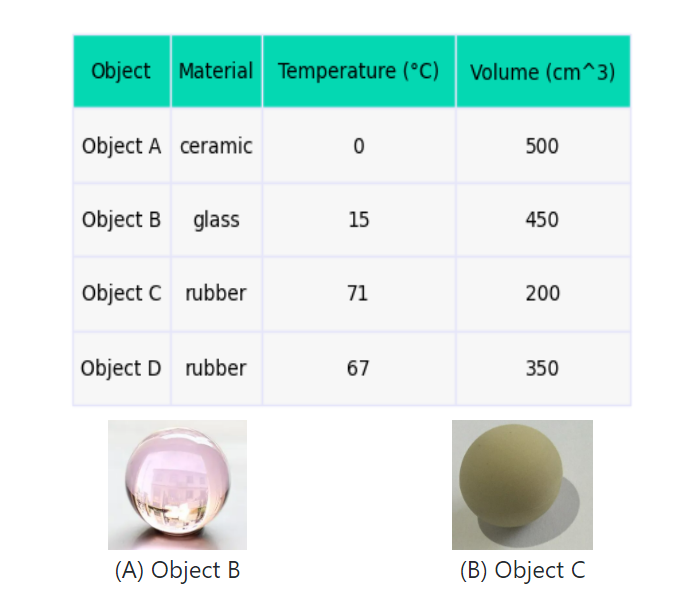 Object Material Temperature (°C) Volume (cm^3)
Object A ceramic 0 500
Object B glass 15 450
Object C rubber 71 200
Object D rubber 67 350
(A) Object B (B) Object C